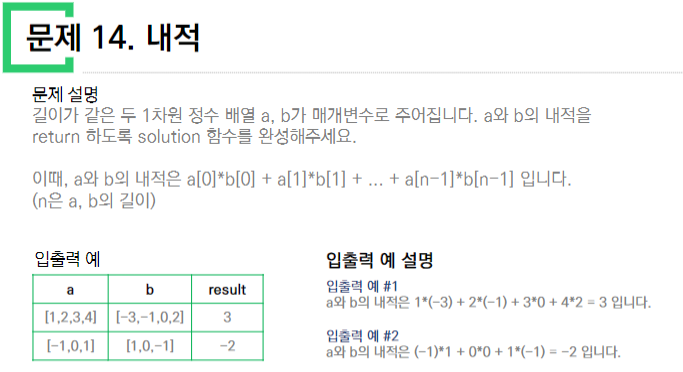 문제 14. 내적
문제 설명
길이가 같은 두 1차원 정수 배열 a, b가 매개변수로 주어집니다. a와 b의 내적을
return 하도록 solution 함수를 완성해주세요.
이때, a와 b의 내적은 a[0]*b[0] + a[1]*b[1] + ... + a[n-1]*b[n-1] 입니다.
(n은 a, b의 길이)
입출력 예
a b result
[1,2,3,4] [-3,-1,0,2] 3
[-1,0,1] [1,0,-1] -2
입출력 예 설명
입출력 예 #1
a와 b의 내적은 1*(-3) + 2*(-1) + 3*0 + 4*2 = 3 입니다.
입출력 예 #2
a와 b의 내적은 (-1)*1 + 0*0 + 1*(-1) = -2 입니다.